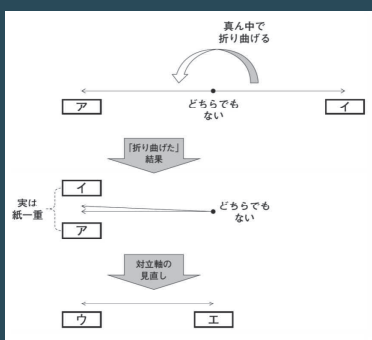 真ん中で
折り曲げる
ア
どちらでも
ない
イ
「折り曲げた」
結果
イ
実は
紙一重
どちらでも
ない
ア
対立軸の
見直し
ウ
エ